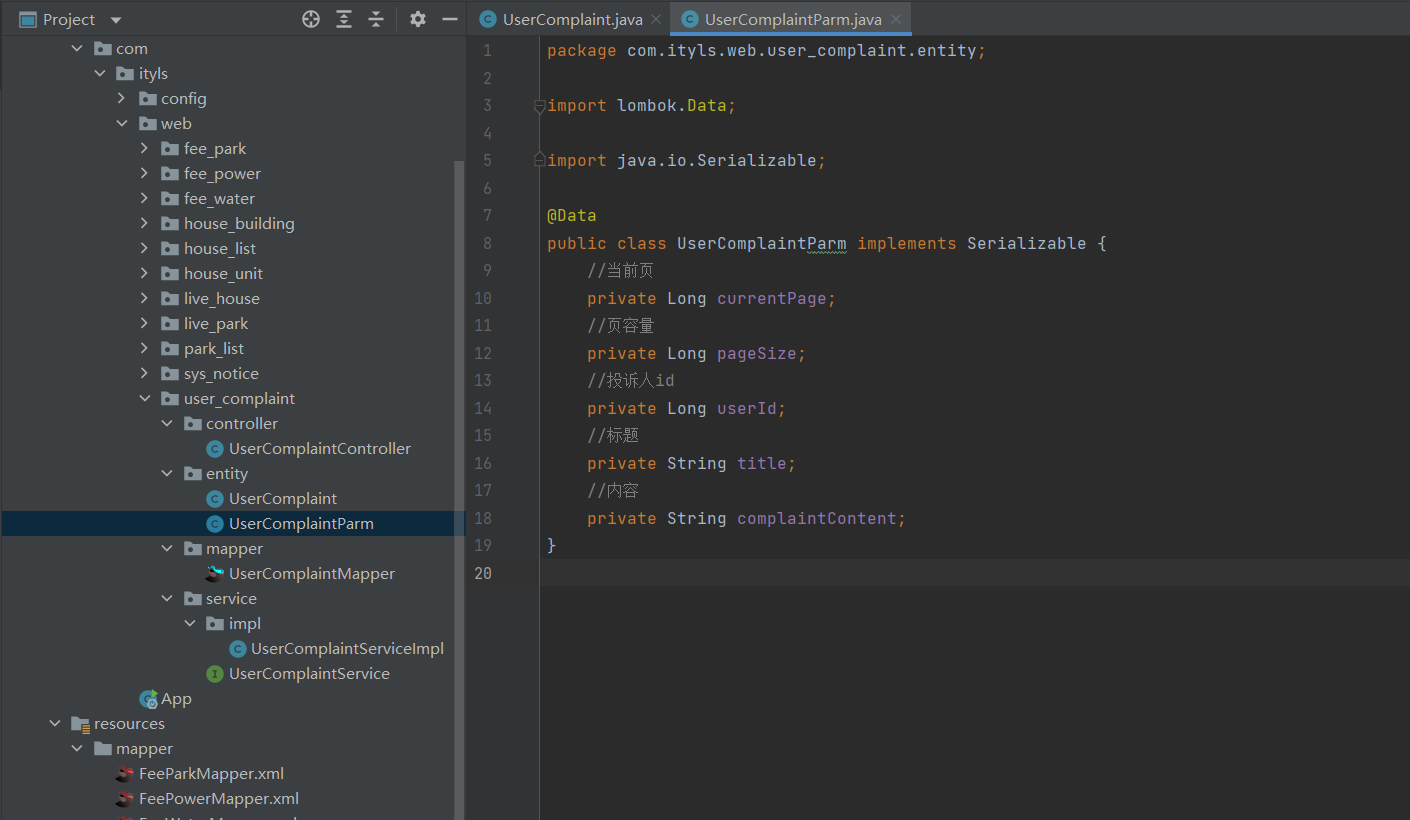 Project
com
ityls
config
web
fee_park
fee_power
fee_water
house_building
house_list
house_unit
live_house
live_park
park_list
sys_notice
user_complaint
controller
UserComplaintController
entity
UserComplaint
UserComplaintParm
mapper
UserComplaintMapper
service
impl
UserComplaintServiceImpl
UserComplaintService
App
resources
mapper
FeeParkMapper.xml
FeePowerMapper.xml
UserComplaint.java
UserComplaintParm.java
1 package com.ityls.web.user_complaint.entity;
2
3 import lombok.Data;
4
5 import java.io.Serializable;
6
7 @Data
8 public class UserComplaintParm implements Serializable {
9 //当前页
10 private Long currentPage;
11 //页容量
12 private Long pageSize;
13 //投诉人id
14 private Long userId;
15 //标题
16 private String title;
17 //内容
18 private String complaintContent;
19 }
20